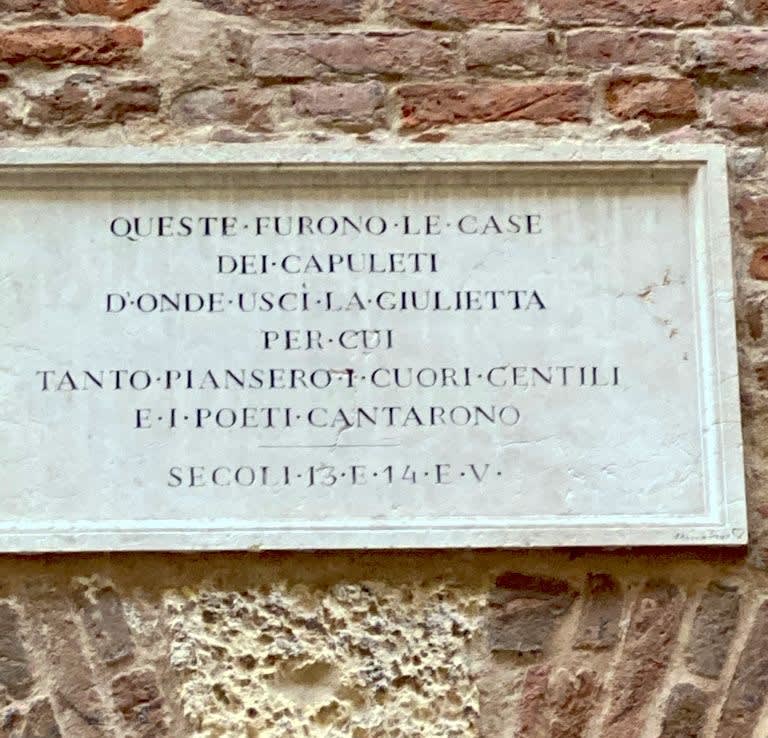 QUESTE·FURONO·LE·CASE
DEI·CAPULETI
D'·ONDE·USCÌ·LA·GIULIETTA
PER·CUI
TANTO·PIANSERO·I·CUORI·GENTILI
E·I·POETI·CANTARONO
SECOLI·13·E·14·E·V·